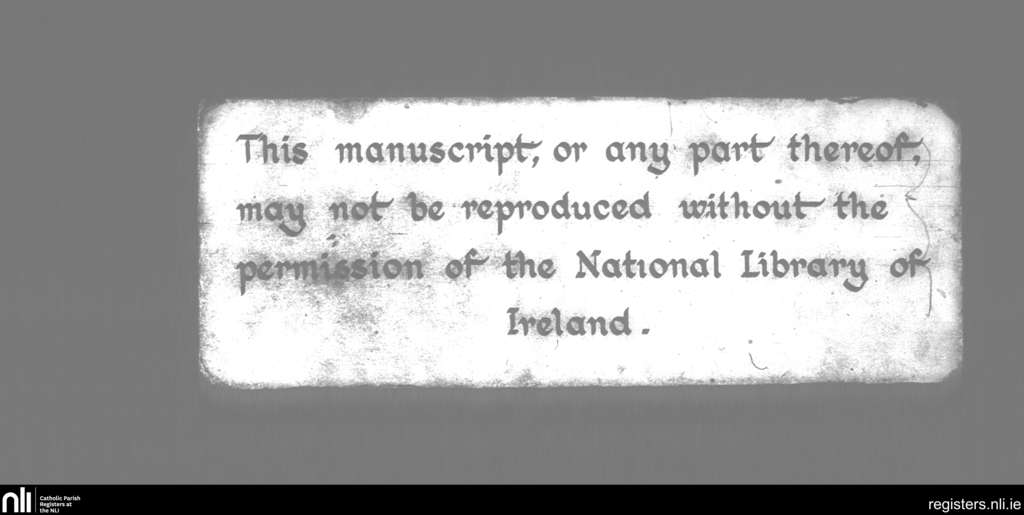 This manuscript, or any part thereof,
may not be reproduced without the
permission of the National Library of
Ireland.
nli
Catholic Parish
Registers at
the NLI
registers.nli.ie